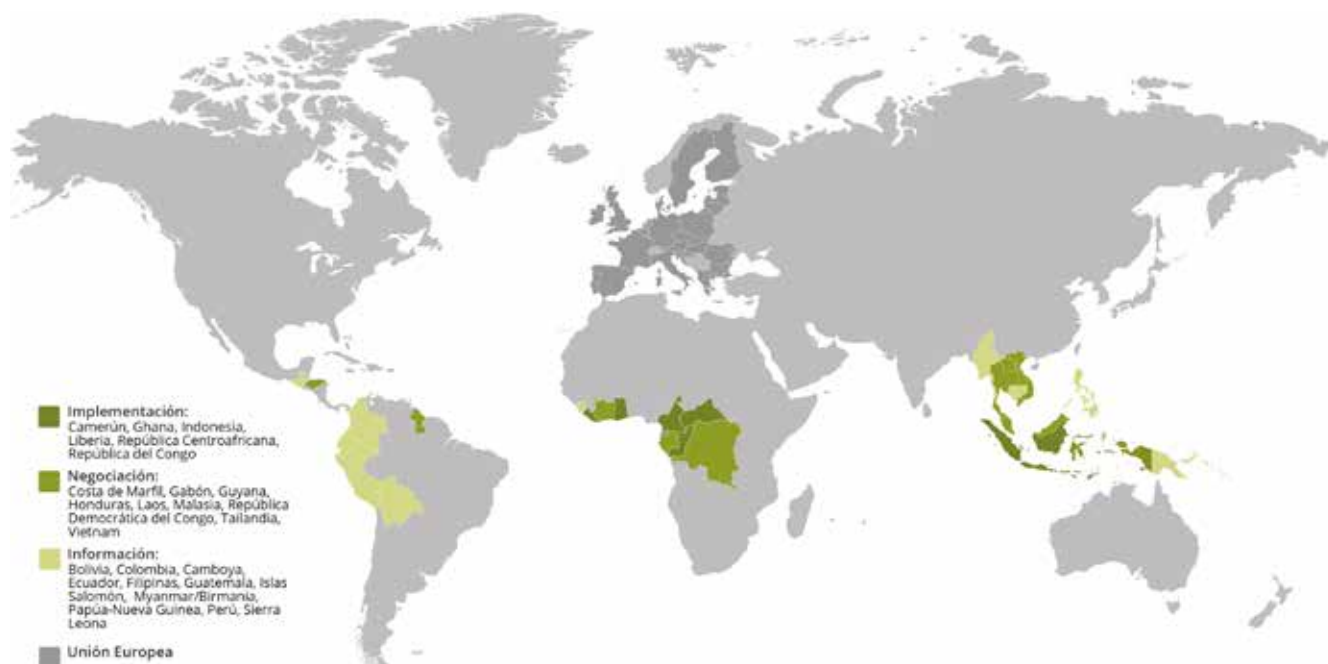 Implementación:
Camerún, Ghana, Indonesia,
Liberia, República Centroafricana,
República del Congo
Negociación:
Costa de Marfil, Gabón, Guyana,
Honduras, Laos, Malasia, República
Democrática del Congo, Tailandia,
Vietnam
Información:
Bolivia, Colombia, Camboya,
Ecuador, Filipinas, Guatemala, Islas
Salomón, Myanmar/Birmania,
Papúa-Nueva Guinea, Perú, Sierra
Leona
Unión Europea